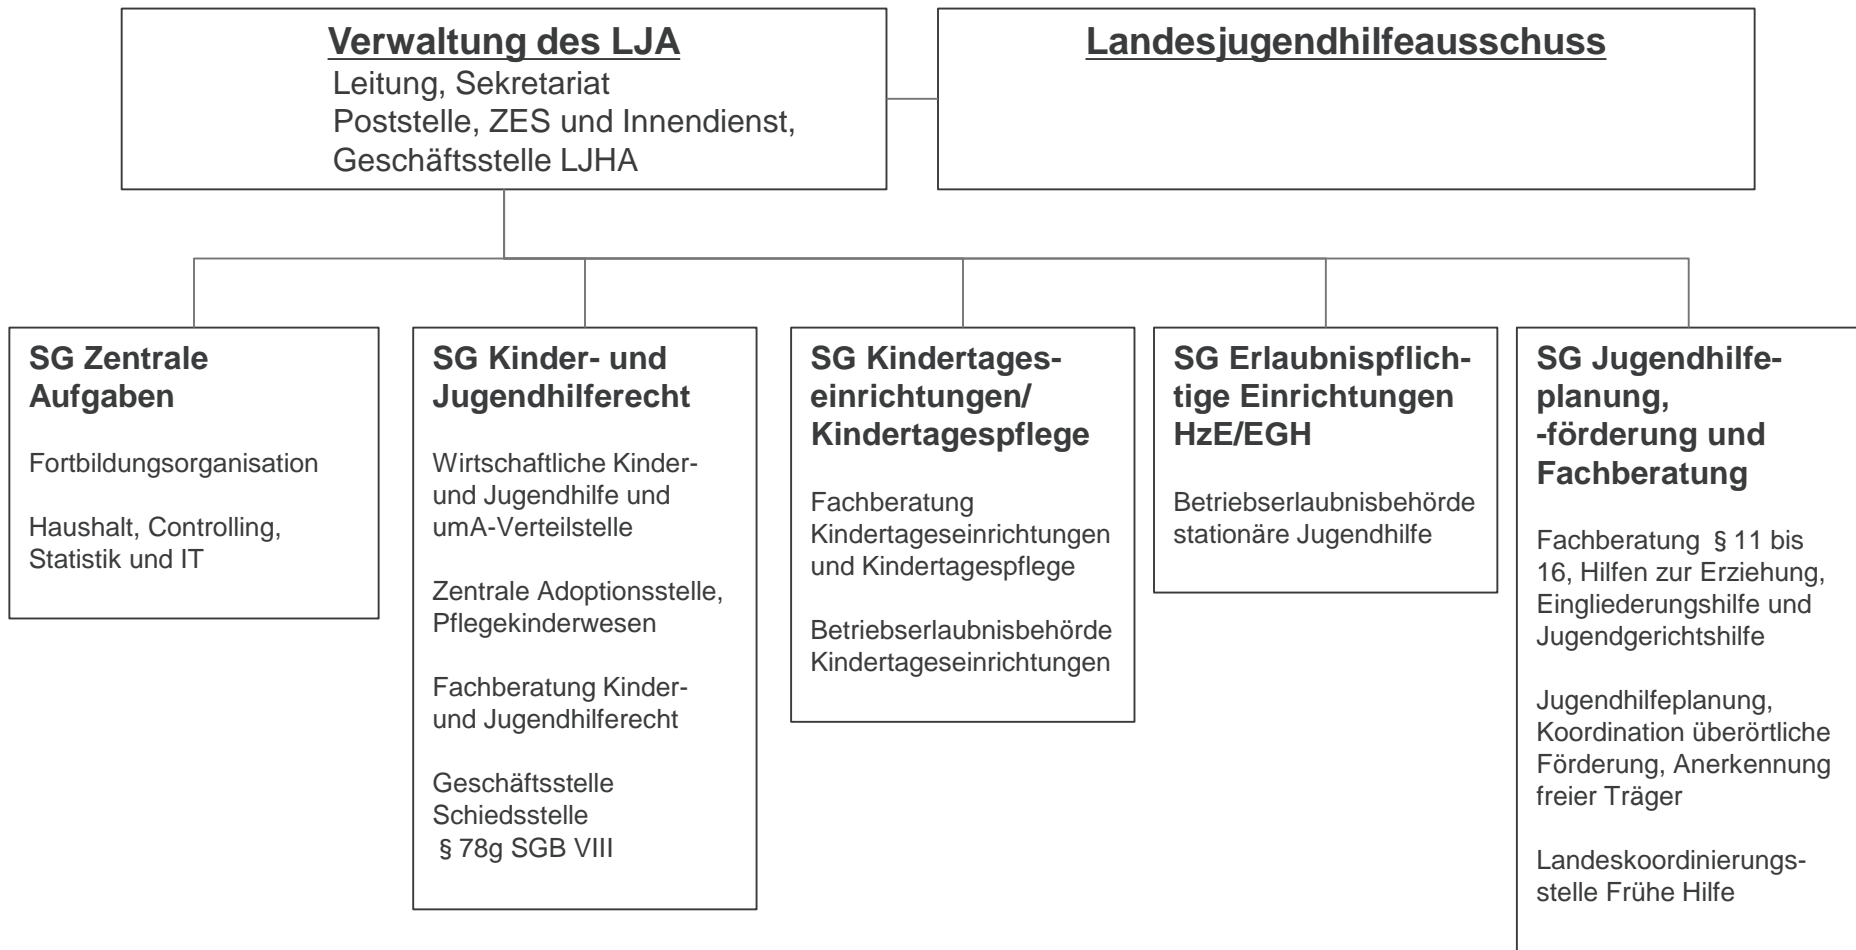 Verwaltung des LJA
Leitung, Sekretariat
Poststelle, ZES und Innendienst,
Geschäftsstelle LJHA
Landesjugendhilfeausschuss
SG Zentrale
Aufgaben
Fortbildungsorganisation
Haushalt, Controlling,
Statistik und IT
SG Kinder- und
Jugendhilferecht
Wirtschaftliche Kinder-
und Jugendhilfe und
umA-Verteilstelle
Zentrale Adoptionsstelle,
Pflegekinderwesen
Fachberatung Kinder-
und Jugendhilferecht
Geschäftsstelle
Schiedsstelle
§ 78g SGB VIII
SG Kindertages-
einrichtungen/
Kindertagespflege
Fachberatung
Kindertageseinrichtungen
und Kindertagespflege
Betriebserlaubnisbehörde
Kindertageseinrichtungen
SG Erlaubnispflich-
tige Einrichtungen
HzE/EGH
Betriebserlaubnisbehörde
stationäre Jugendhilfe
SG Jugendhilfe-
planung,
-förderung und
Fachberatung
Fachberatung § 11 bis
16, Hilfen zur Erziehung,
Eingliederungshilfe und
Jugendgerichtshilfe
Jugendhilfeplanung,
Koordination überörtliche
Förderung, Anerkennung
freier Träger
Landeskoordinierungs-
stelle Frühe Hilfe